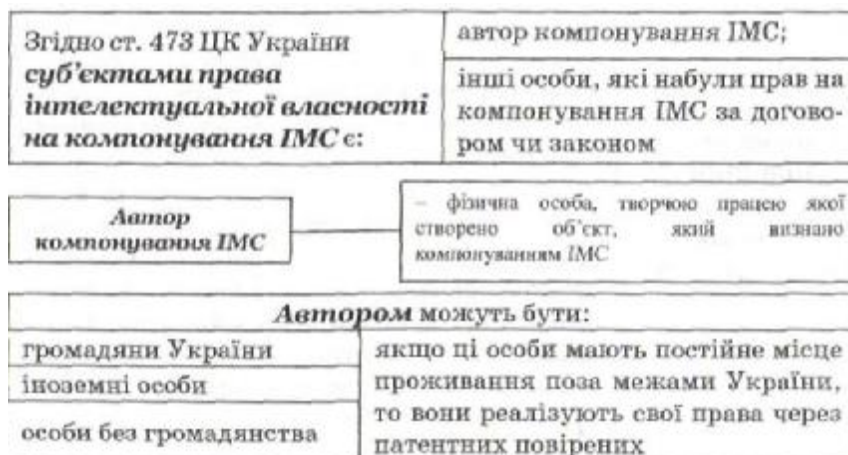 Згідно ст. 473 ЦК України
суб’єктами права
інтелектуальної власності
на компонування ІМС є:
автор компонування ІМС;
інші особи, які набули прав на
компонування ІМС за догово-
ром чи законом
Автор
компонування ІМС
– фізична особа, творчою працею якої
створено об’єкт, який визнано
компонуванням ІМС
Автором можуть бути:
громадяни України
іноземні особи
особи без громадянства
якщо ці особи мають постійне місце
проживання поза межами України,
то вони реалізують свої права через
патентних повірених